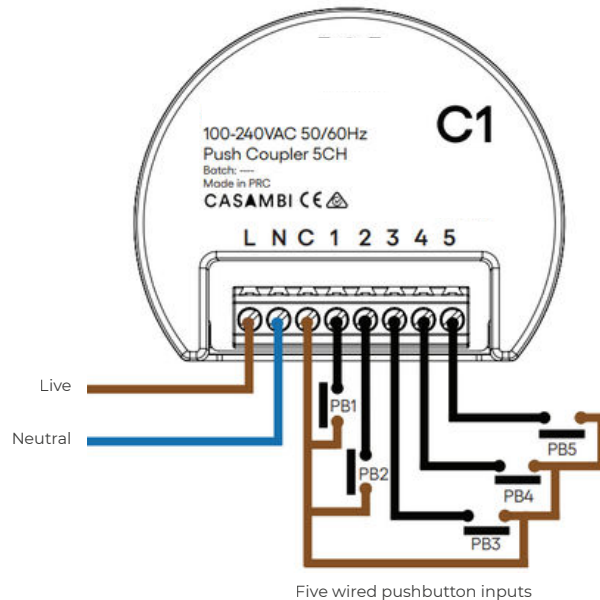 C1
100-240VAC 50/60Hz
Push Coupler 5CH
Batch: ----
Made in PRC
CASAMBI CE
L N C 1 2 3 4 5
Live
Neutral
PB1
PB2
PB5
PB4
PB3
Five wired pushbutton inputs